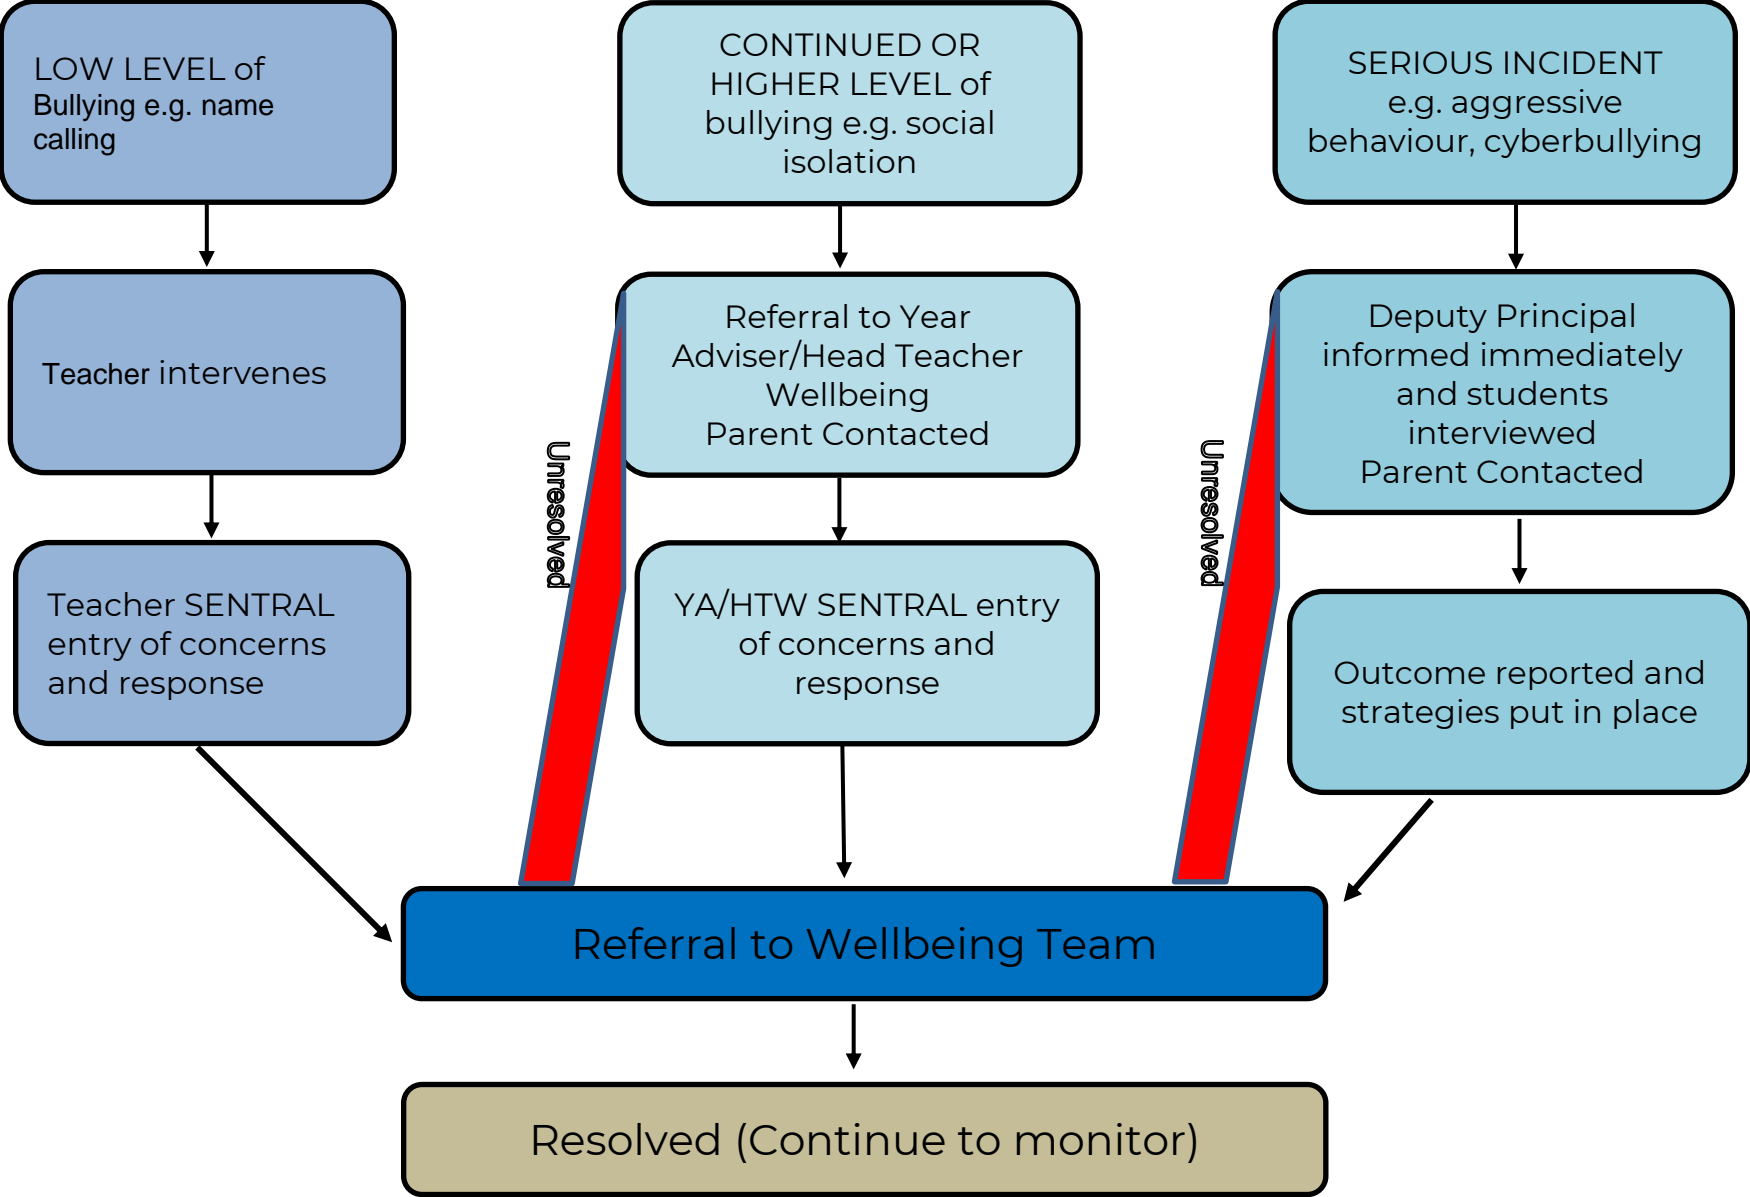 LOW LEVEL of
Bullying e.g. name
calling
Teacher intervenes
Teacher SENTRAL
entry of concerns
and response
CONTINUED OR
HIGHER LEVEL of
bullying e.g. social
isolation
Referral to Year
Adviser/Head Teacher
Wellbeing
Parent Contacted
Unresolved
YA/HTW SENTRAL entry
of concerns and
response
SERIOUS INCIDENT
e.g. aggressive
behaviour, cyberbullying
Deputy Principal
informed immediately
and students
interviewed
Parent Contacted
Unresolved
Outcome reported and
strategies put in place
Referral to Wellbeing Team
Resolved (Continue to monitor)